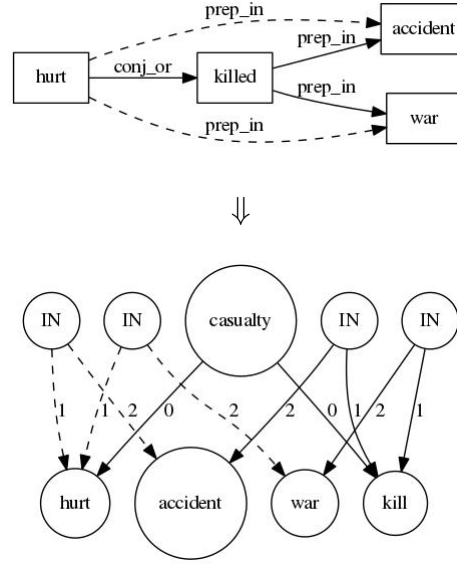 prep_in
accident
prep_in
hurt
conj_or
killed
prep_in
war
prep_in
⇓
IN
IN
casualty
IN
IN
1
1
2
0
2
2
0
1
2
1
hurt
accident
war
kill